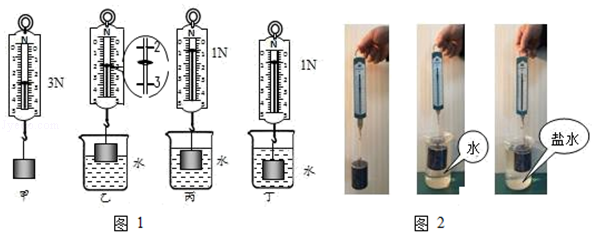 N 3N
N 2 3
N 1N
N 1N
水 水 水
甲 乙 丙 丁
图 1
水 盐水
图 2